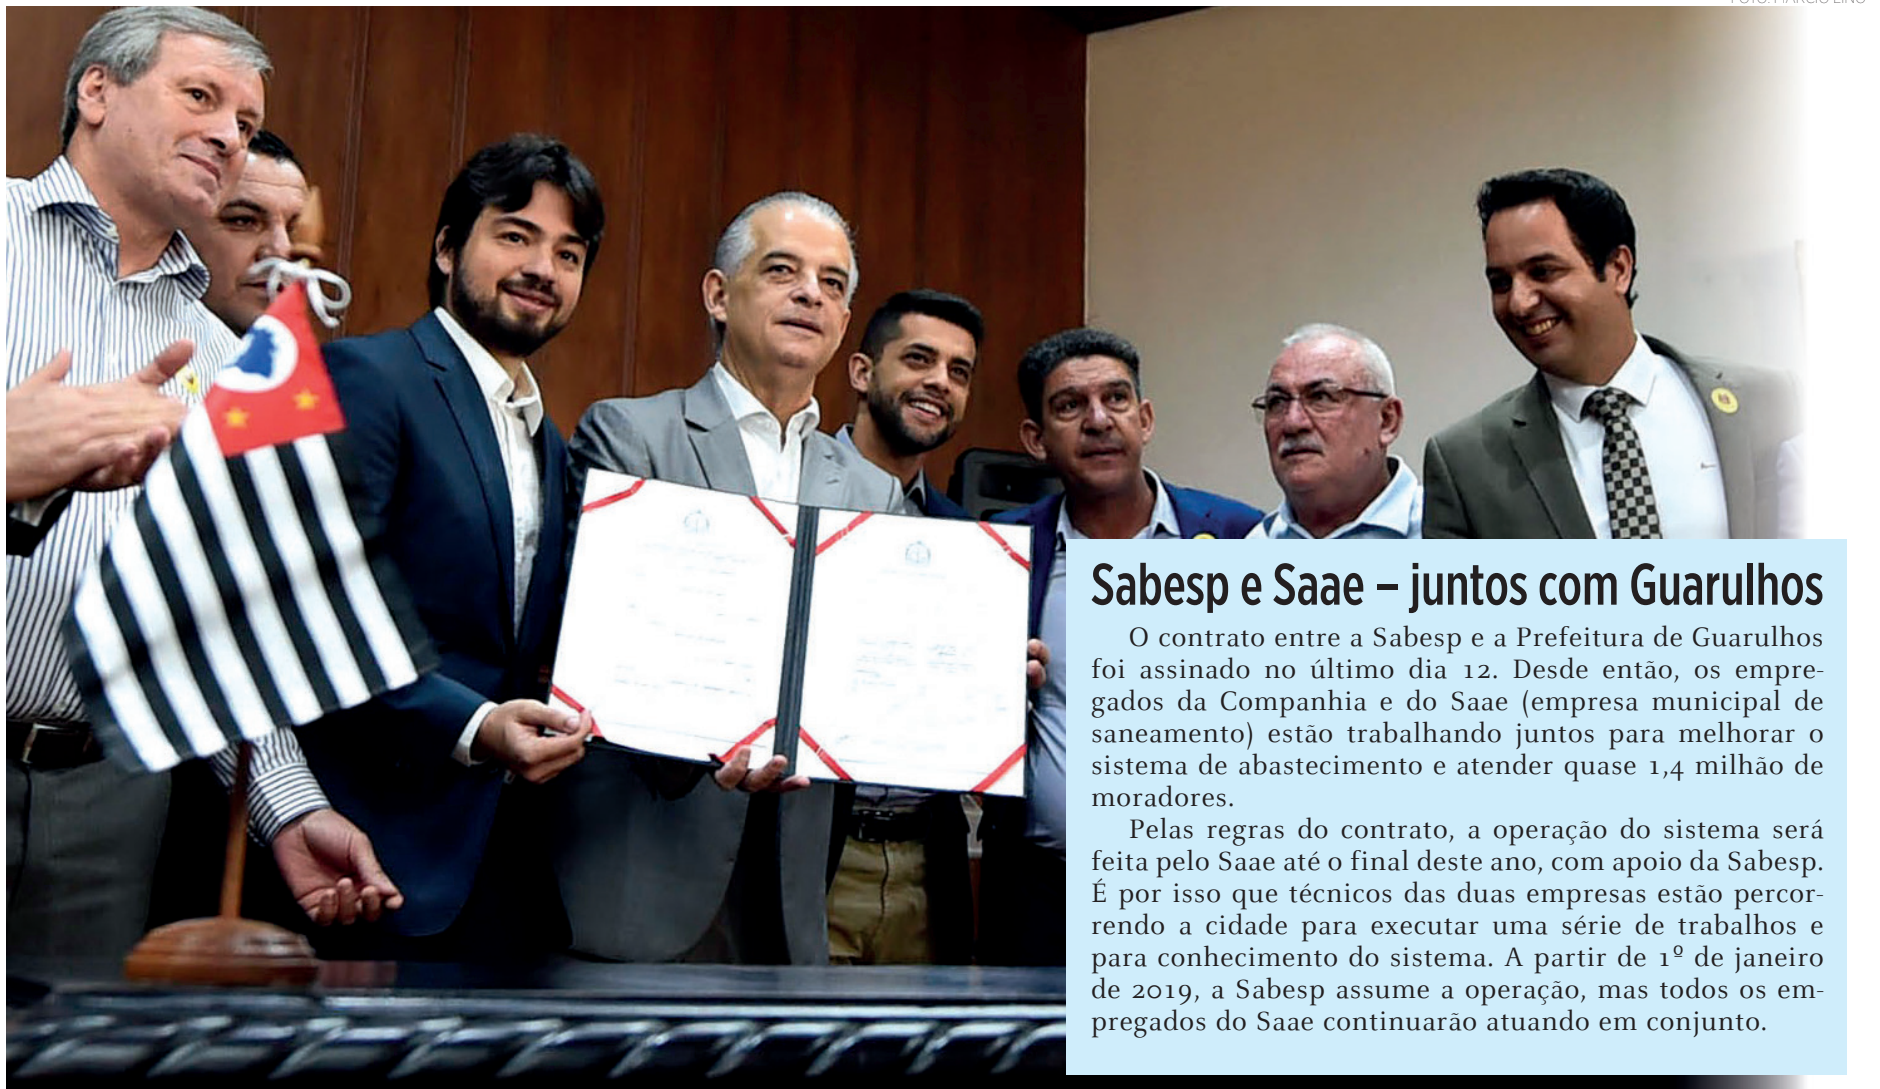 Sabesp e Saae – juntos com Guarulhos
O contrato entre a Sabesp e a Prefeitura de Guarulhos
foi assinado no último dia 12. Desde então, os empre-
gados da Companhia e do Saae (empresa municipal de
saneamento) estão trabalhando juntos para melhorar o
sistema de abastecimento e atender quase 1,4 milhão de
moradores.
Pelas regras do contrato, a operação do sistema será
feita pelo Saae até o final deste ano, com apoio da Sabesp.
É por isso que técnicos das duas empresas estão percor-
rendo a cidade para executar uma série de trabalhos e
para conhecimento do sistema. A partir de 1º de janeiro
de 2019, a Sabesp assume a operação, mas todos os em-
pregados do Saae continuarão atuando em conjunto.